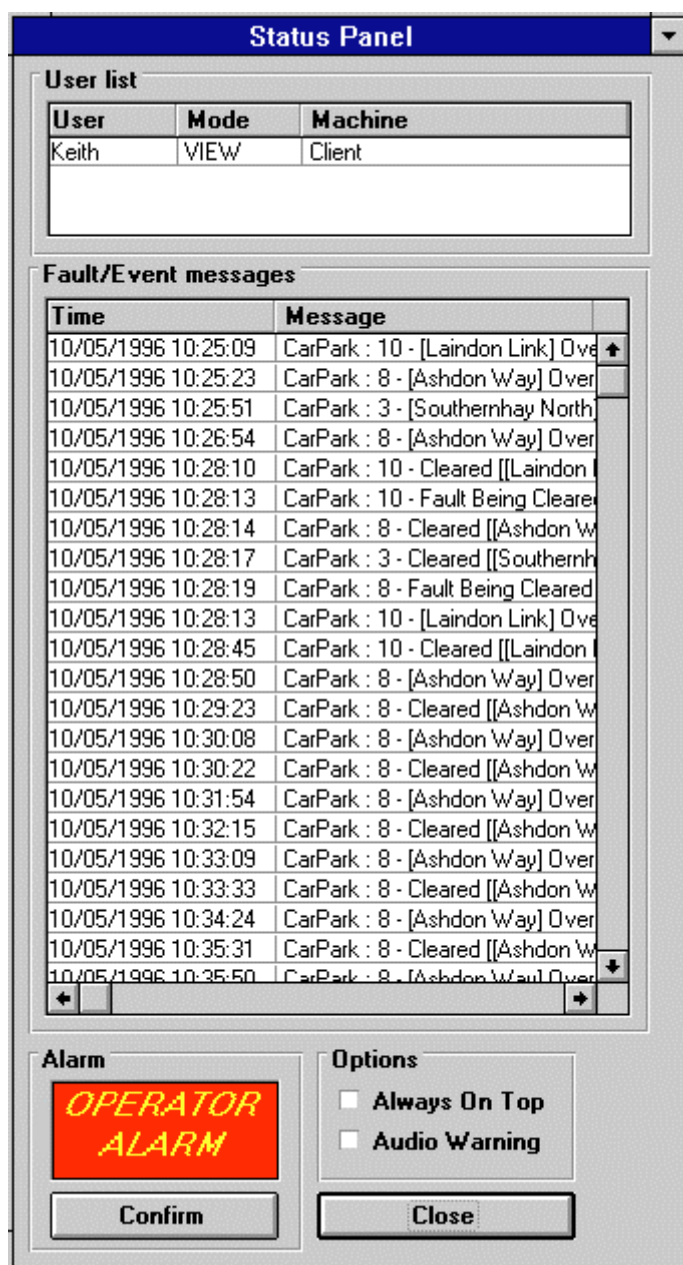 Status Panel
User list
User Mode Machine
Keith VIEW Client
Fault/Event messages
Time Message
10/05/1996 10:25:09 CarPark : 10 - [Laindon Link] Ove
10/05/1996 10:25:23 CarPark : 8 - [Ashdon Way] Over
10/05/1996 10:25:51 CarPark : 3 - [Southernhay North]
10/05/1996 10:26:54 CarPark : 8 - [Ashdon Way] Over
10/05/1996 10:28:10 CarPark : 10 - Cleared [[Laindon
10/05/1996 10:28:13 CarPark : 10 - Fault Being Cleared
10/05/1996 10:28:14 CarPark : 8 - Cleared [[Ashdon W
10/05/1996 10:28:17 CarPark : 3 - Cleared [[Southernh
10/05/1996 10:28:19 CarPark : 8 - Fault Being Cleared
10/05/1996 10:28:13 CarPark : 10 - [Laindon Link] Ove
10/05/1996 10:28:45 CarPark : 10 - Cleared [[Laindon
10/05/1996 10:28:50 CarPark : 8 - [Ashdon Way] Over
10/05/1996 10:29:23 CarPark : 8 - Cleared [[Ashdon W
10/05/1996 10:30:08 CarPark : 8 - [Ashdon Way] Over
10/05/1996 10:30:22 CarPark : 8 - Cleared [[Ashdon W
10/05/1996 10:31:54 CarPark : 8 - [Ashdon Way] Over
10/05/1996 10:32:15 CarPark : 8 - Cleared [[Ashdon W
10/05/1996 10:33:09 CarPark : 8 - [Ashdon Way] Over
10/05/1996 10:33:33 CarPark : 8 - Cleared [[Ashdon W
10/05/1996 10:34:24 CarPark : 8 - [Ashdon Way] Over
10/05/1996 10:35:31 CarPark : 8 - Cleared [[Ashdon W
10/05/1996 10:35:50 CarPark : 8 - [Ashdon Way] Over
Alarm Options
OPERATOR
ALARM
Always On Top
Audio Warning
Confirm Close